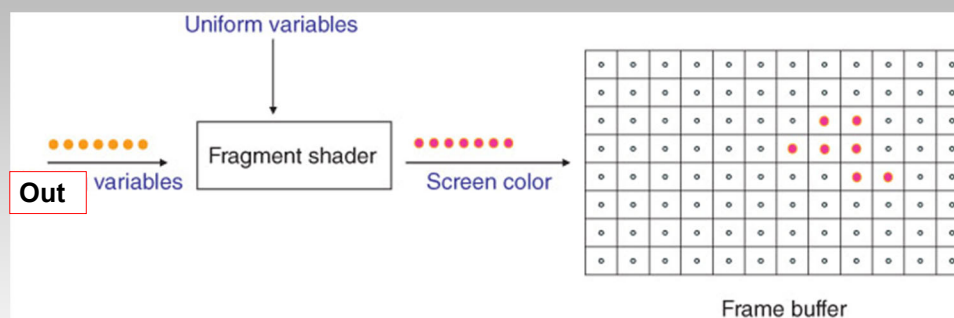 Uniform variables
Fragment shader
Out variables
Screen color
Frame buffer